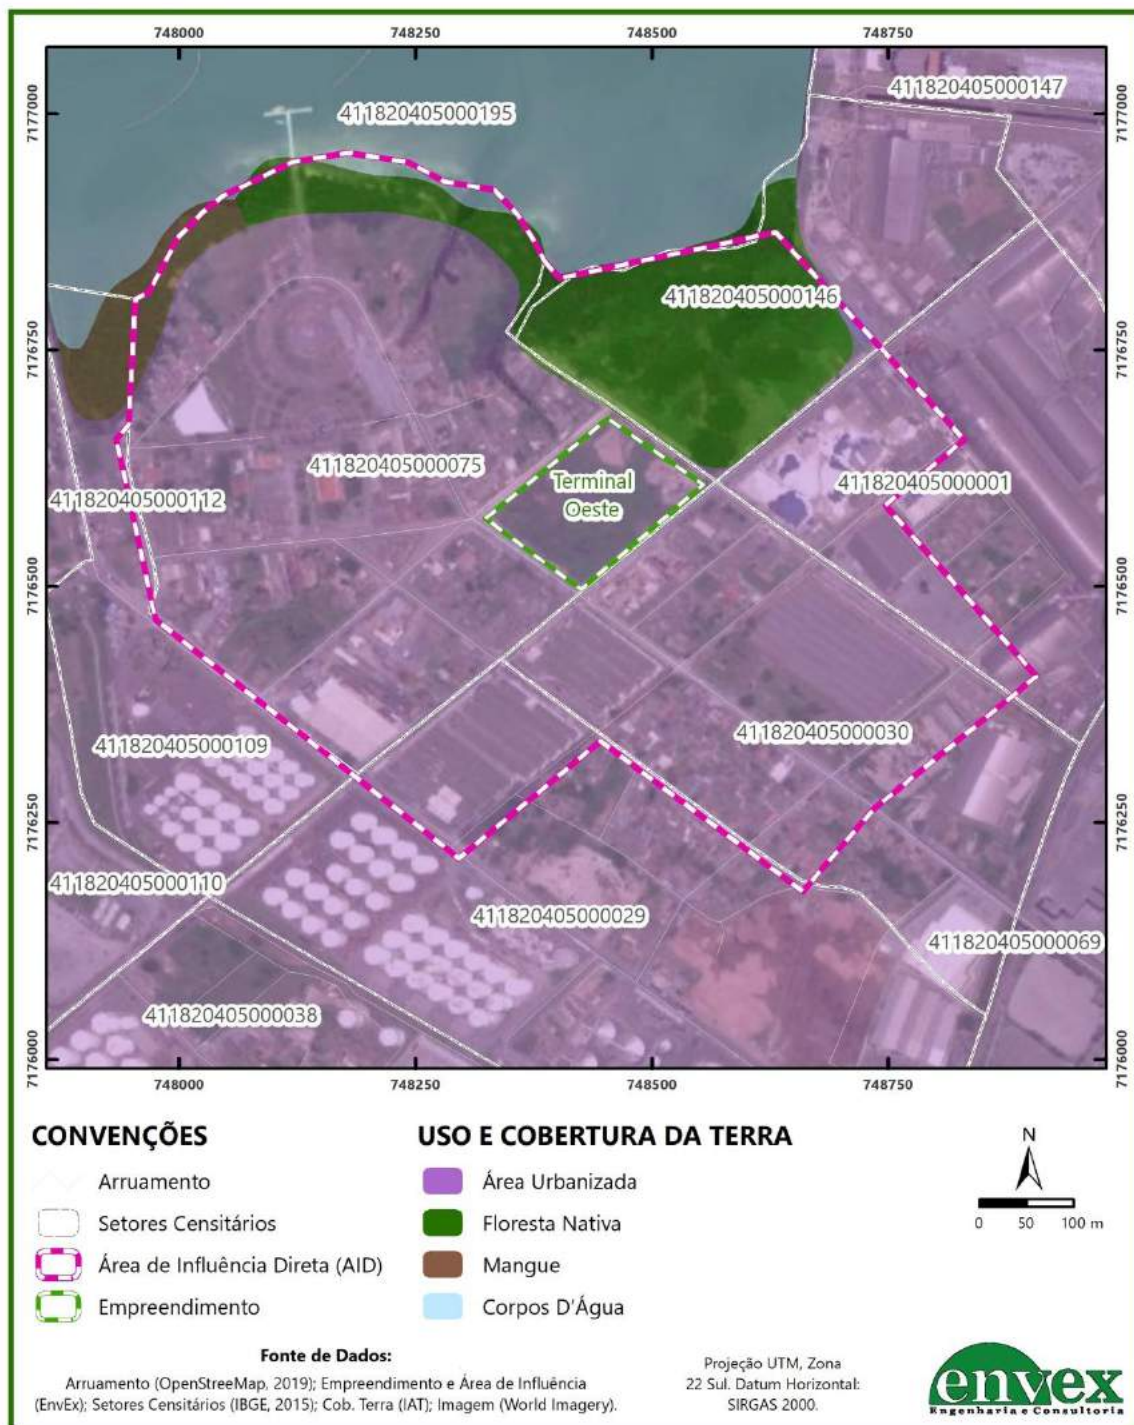 748000 748250 748500 748750
7177000
7177000
411820405000195
411820405000147
411820405000146
7176750
7176750
411820405000075
411820405000112
Terminal
Oeste
411820405000001
7176500
7176500
411820405000109
411820405000030
7176250
7176250
411820405000110
411820405000029
411820405000069
411820405000038
7176000
7176000
748000 748250 748500 748750
CONVENÇÕES
Arruamento
Setores Censitários
Área de Influência Direta (AID)
Empreendimento
USO E COBERTURA DA TERRA
Área Urbanizada
Floresta Nativa
Mangue
Corpos D'Água
N
0 50 100 m
Fonte de Dados:
Arruamento (OpenStreeMap, 2019); Empreendimento e Área de Influência
(EnvEx); Setores Censitários (IBGE, 2015); Cob. Terra (IAT); Imagem (World Imagery).
Projeção UTM, Zona
22 Sul. Datum Horizontal:
SIRGAS 2000.
envex
Engenharia e Consultoria